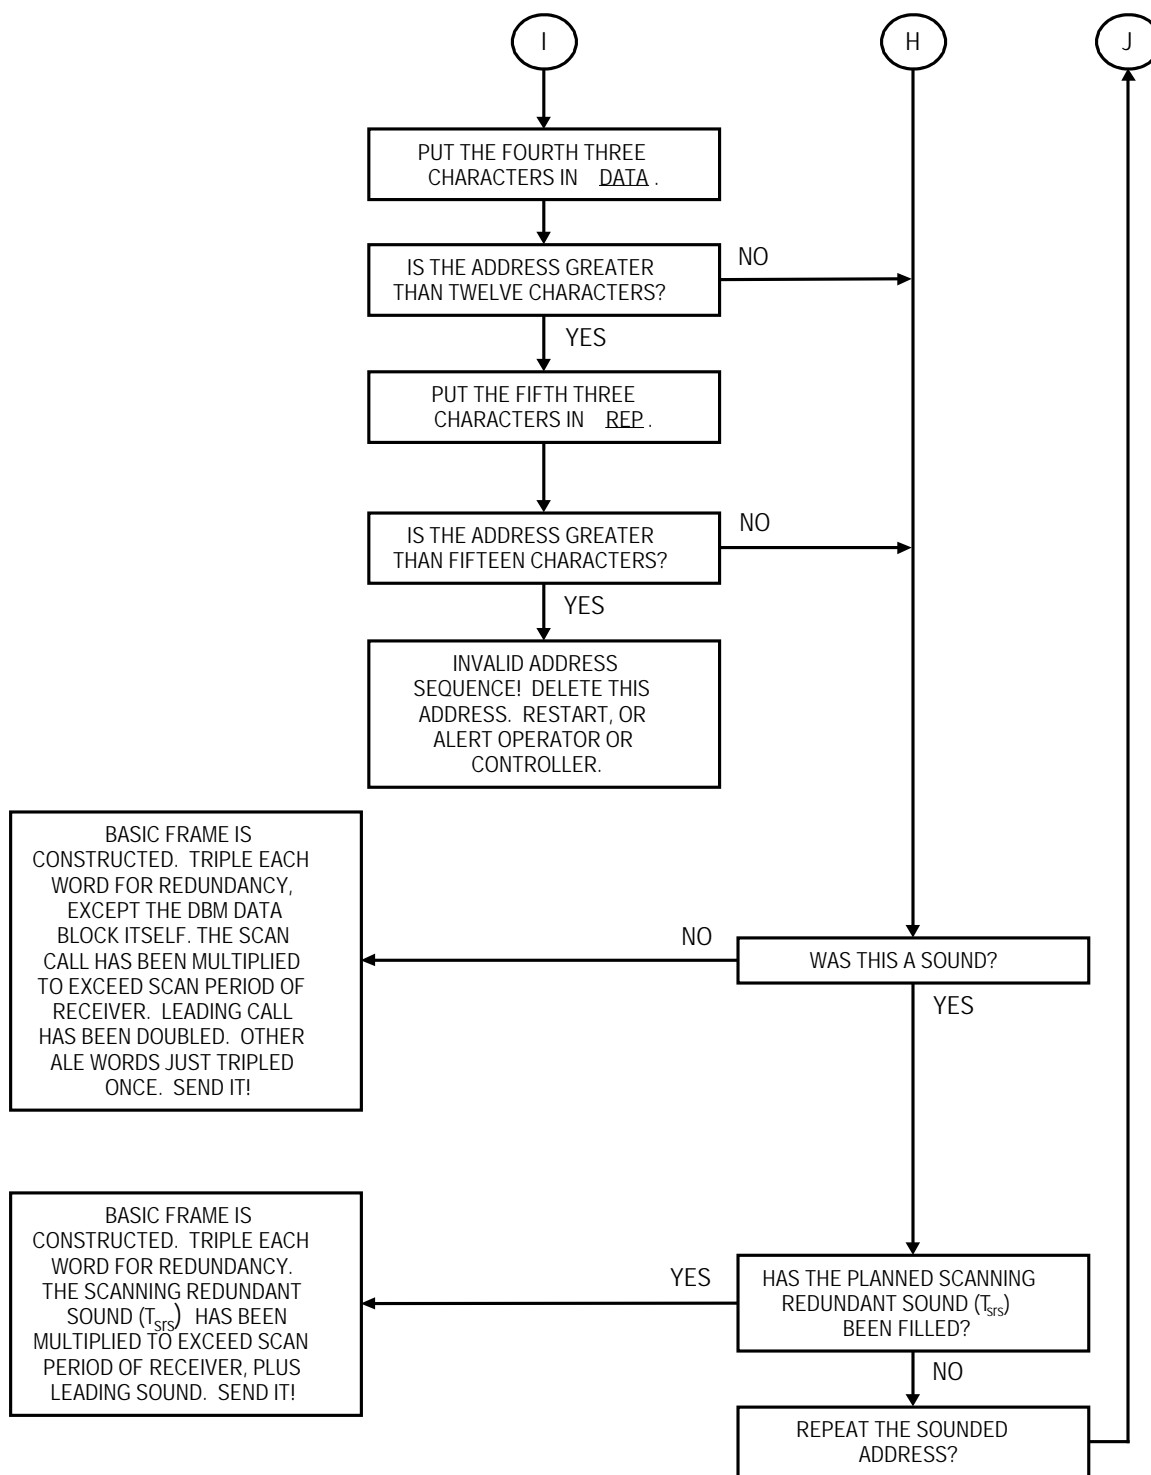 I
H
J
PUT THE FOURTH THREE
CHARACTERS IN DATA .
IS THE ADDRESS GREATER
THAN TWELVE CHARACTERS?
NO
YES
PUT THE FIFTH THREE
CHARACTERS IN REP .
IS THE ADDRESS GREATER
THAN FIFTEEN CHARACTERS?
NO
YES
INVALID ADDRESS
SEQUENCE! DELETE THIS
ADDRESS. RESTART, OR
ALERT OPERATOR OR
CONTROLLER.
BASIC FRAME IS
CONSTRUCTED. TRIPLE EACH
WORD FOR REDUNDANCY,
EXCEPT THE DBM DATA
BLOCK ITSELF. THE SCAN
CALL HAS BEEN MULTIPLIED
TO EXCEED SCAN PERIOD OF
RECEIVER. LEADING CALL
HAS BEEN DOUBLED. OTHER
ALE WORDS JUST TRIPLED
ONCE. SEND IT!
NO
WAS THIS A SOUND?
YES
BASIC FRAME IS
CONSTRUCTED. TRIPLE EACH
WORD FOR REDUNDANCY.
THE SCANNING REDUNDANT
SOUND (Tsrs) HAS BEEN
MULTIPLIED TO EXCEED SCAN
PERIOD OF RECEIVER, PLUS
LEADING SOUND. SEND IT!
YES
HAS THE PLANNED SCANNING
REDUNDANT SOUND (Tsrs)
BEEN FILLED?
NO
REPEAT THE SOUNDED
ADDRESS?